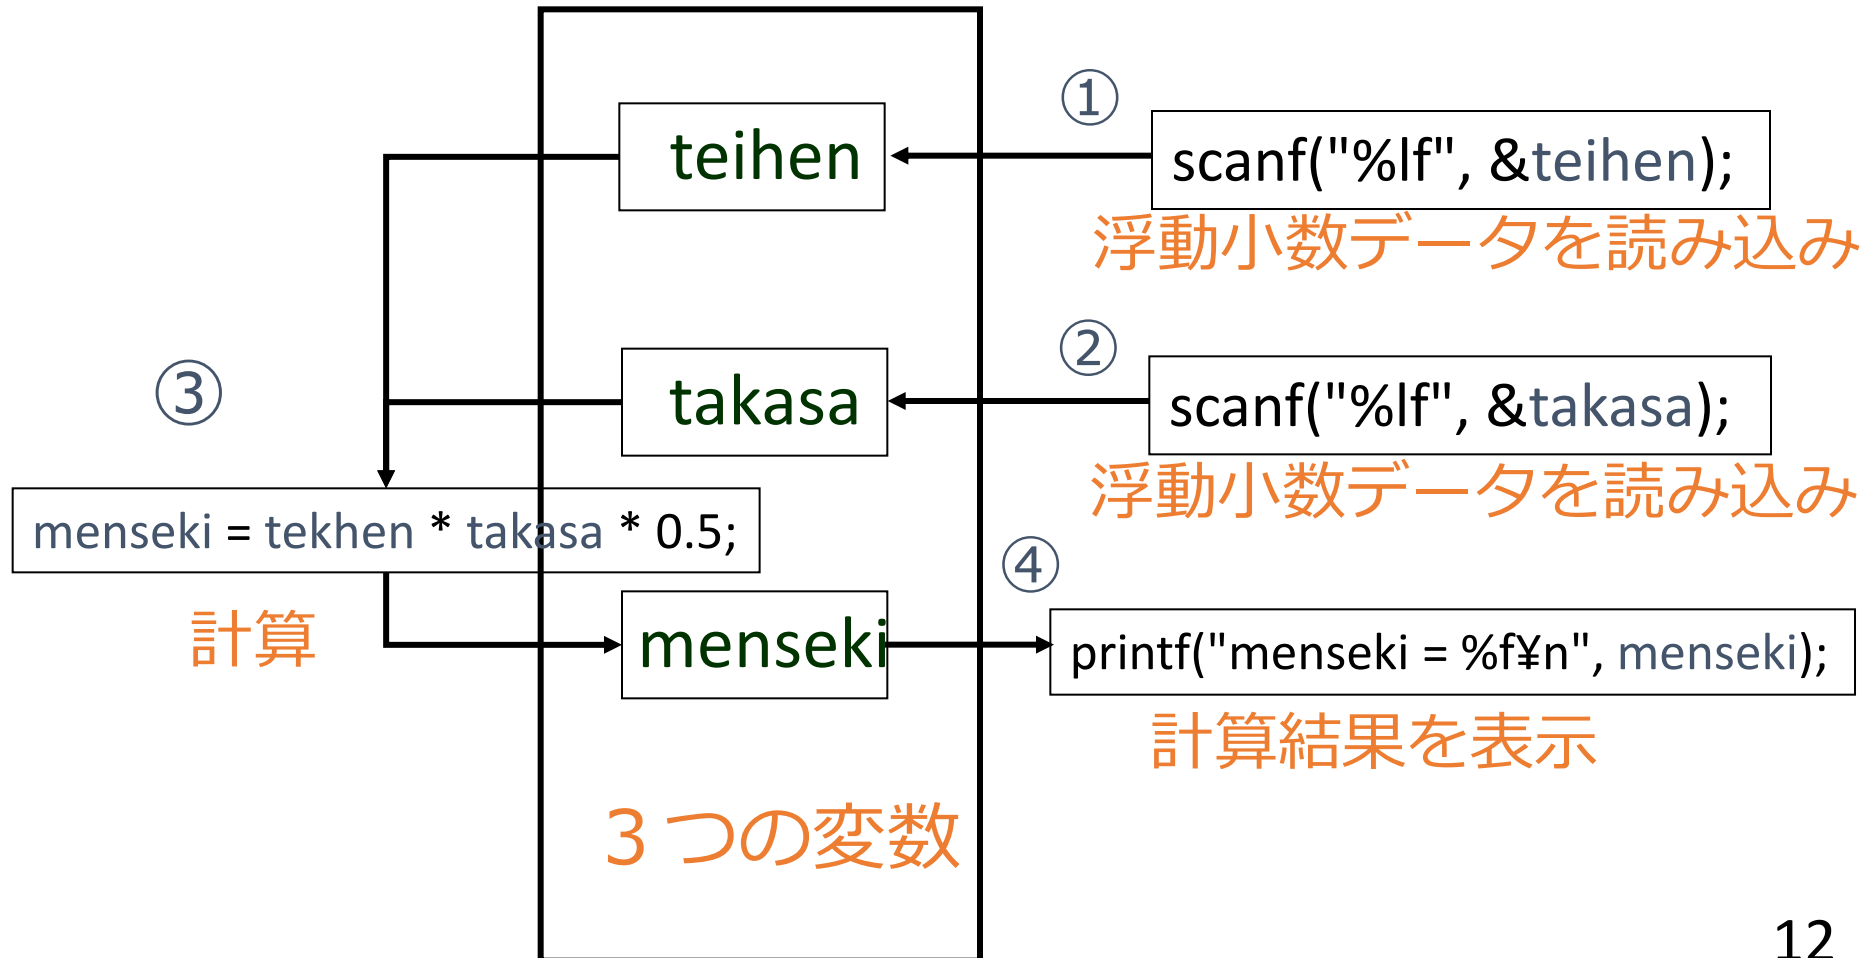 ①
teihen
scanf("%lf", &teihen);
浮動小数データを読み込み
②
③
takasa
scanf("%lf", &takasa);
浮動小数データを読み込み
menseki = tekhen * takasa * 0.5;
④
計算
menseki
printf("menseki = %f¥n", menseki);
計算結果を表示
３つの変数
12